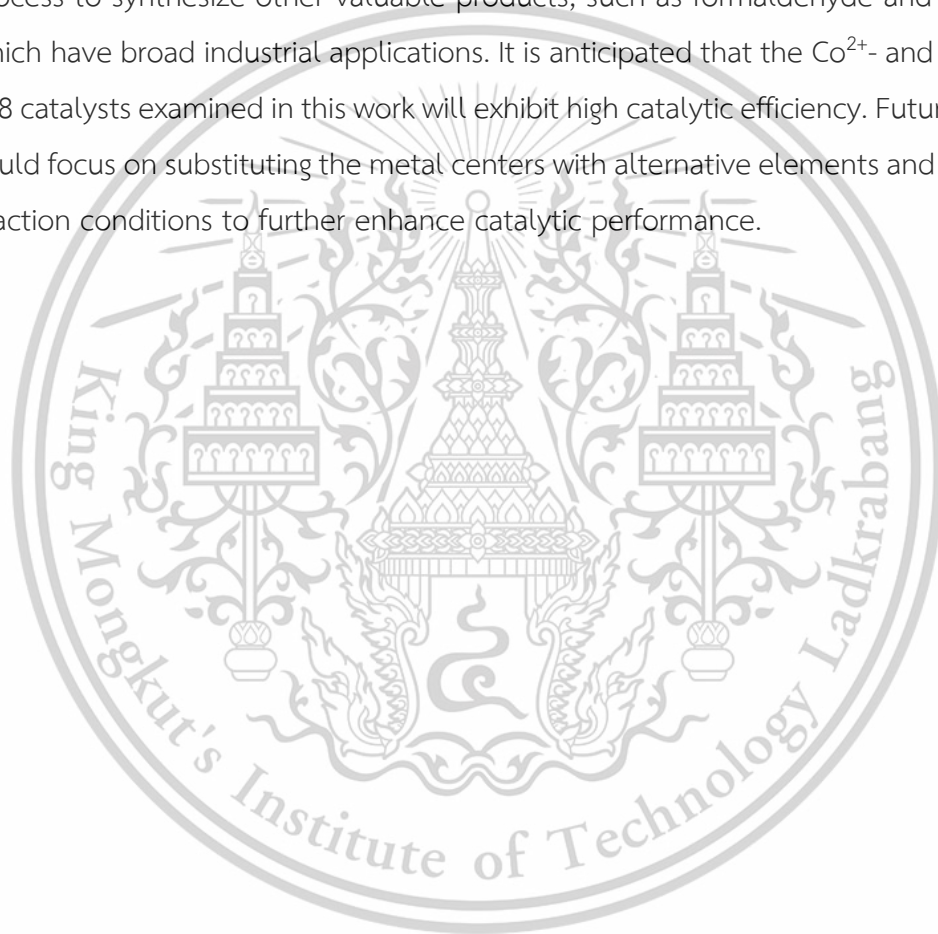 ocess to synthesize other valuable products, such as formaldehyde and
hich have broad industrial applications. It is anticipated that the Co²⁺- and
8 catalysts examined in this work will exhibit high catalytic efficiency. Futur
uld focus on substituting the metal centers with alternative elements and
action conditions to further enhance catalytic performance.
King Mongkut's Institute of Technology Ladkrabang